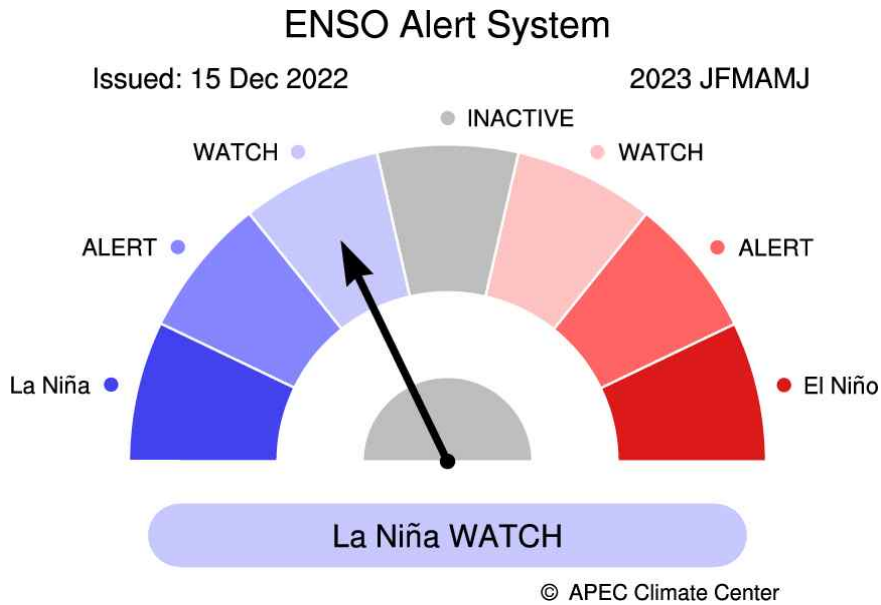 ENSO Alert System
Issued: 15 Dec 2022
2023 JFMAMJ
INACTIVE
WATCH
WATCH
ALERT
ALERT
La Niña
El Niño
La Niña WATCH
© APEC Climate Center